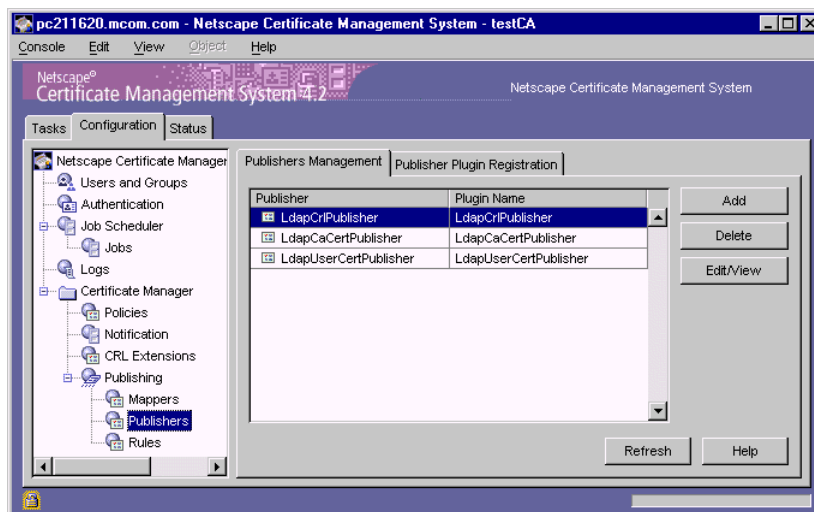 pc211620.mcom.com - Netscape Certificate Management System - testCA
Console Edit View Object Help
Netscape®
Certificate Management System 4.2
Netscape Certificate Management System
Tasks Configuration Status
Netscape Certificate Manager
Users and Groups
Authentication
Job Scheduler
Jobs
Logs
Certificate Manager
Policies
Notification
CRL Extensions
Publishing
Mappers
Publishers
Rules
Publishers Management Publisher Plugin Registration
Publisher Plugin Name
LdapCrlPublisher LdapCrlPublisher
LdapCaCertPublisher LdapCaCertPublisher
LdapUserCertPublisher LdapUserCertPublisher
Add
Delete
Edit/View
Refresh Help